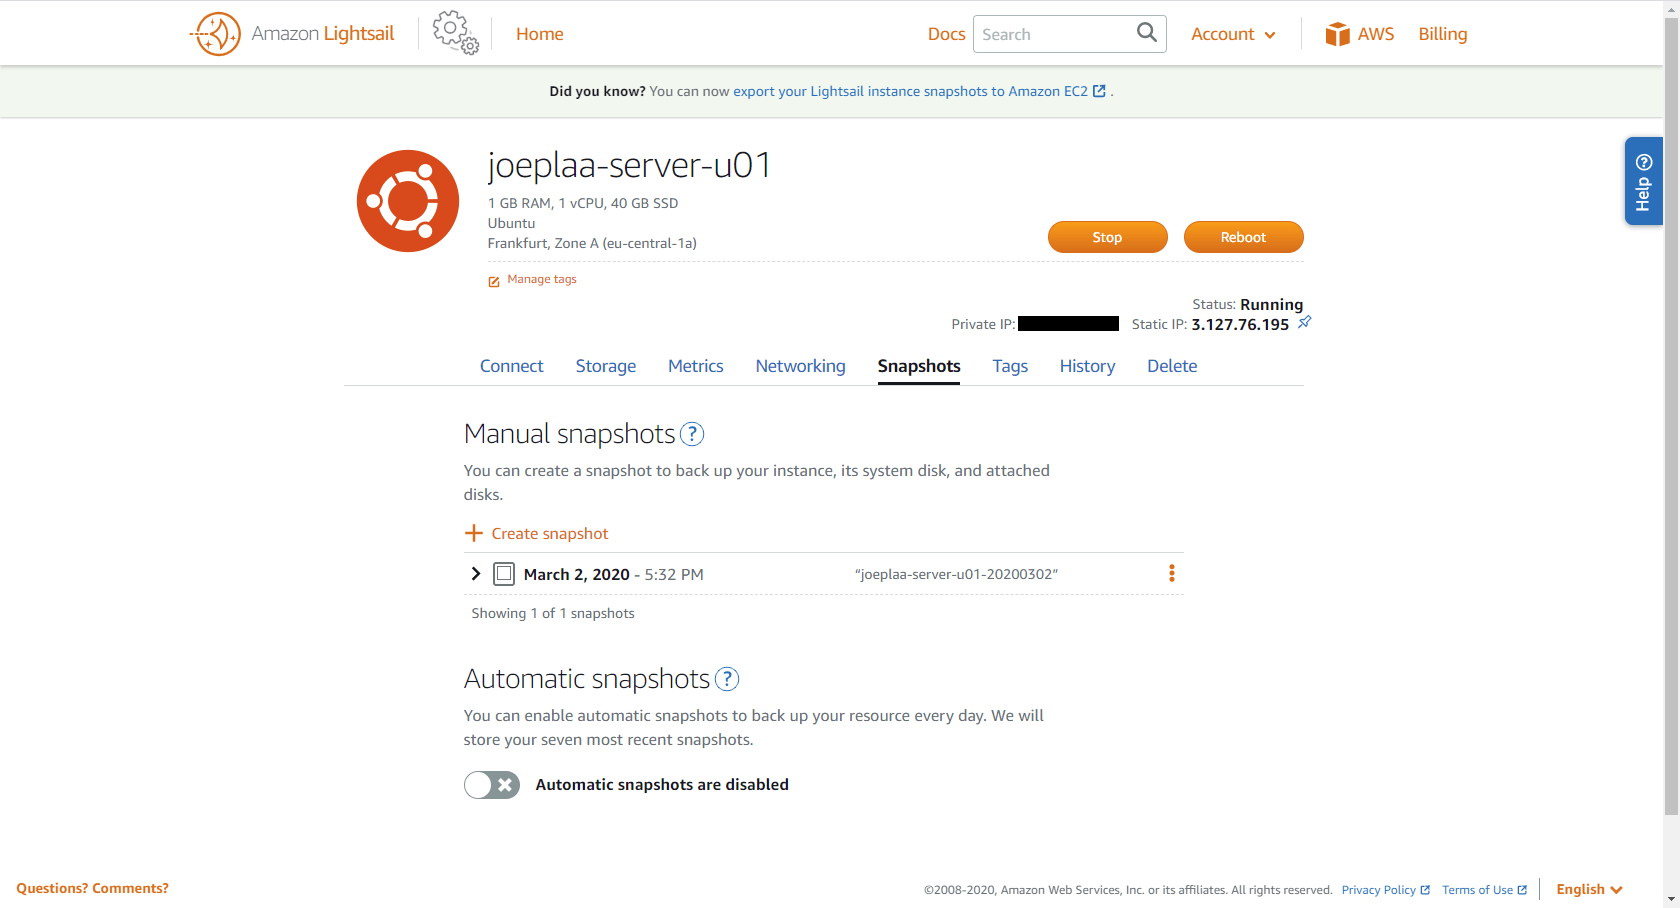 Amazon Lightsail
Home
Docs
Search
Account
AWS
Billing
Did you know? You can now export your Lightsail instance snapshots to Amazon EC2 .
Help
joeplaa-server-u01
1 GB RAM, 1 vCPU, 40 GB SSD
Ubuntu
Frankfurt, Zone A (eu-central-1a)
Stop
Reboot
Manage tags
Status: Running
Private IP: Static IP: 3.127.76.195
Connect Storage Metrics Networking Snapshots Tags History Delete
Manual snapshots ?
You can create a snapshot to back up your instance, its system disk, and attached
disks.
+ Create snapshot
March 2, 2020 - 5:32 PM “joeplaa-server-u01-20200302”
Showing 1 of 1 snapshots
Automatic snapshots ?
You can enable automatic snapshots to back up your resource every day. We will
store your seven most recent snapshots.
Automatic snapshots are disabled
Questions? Comments?
©2008-2020, Amazon Web Services, Inc. or its affiliates. All rights reserved. Privacy Policy Terms of Use English